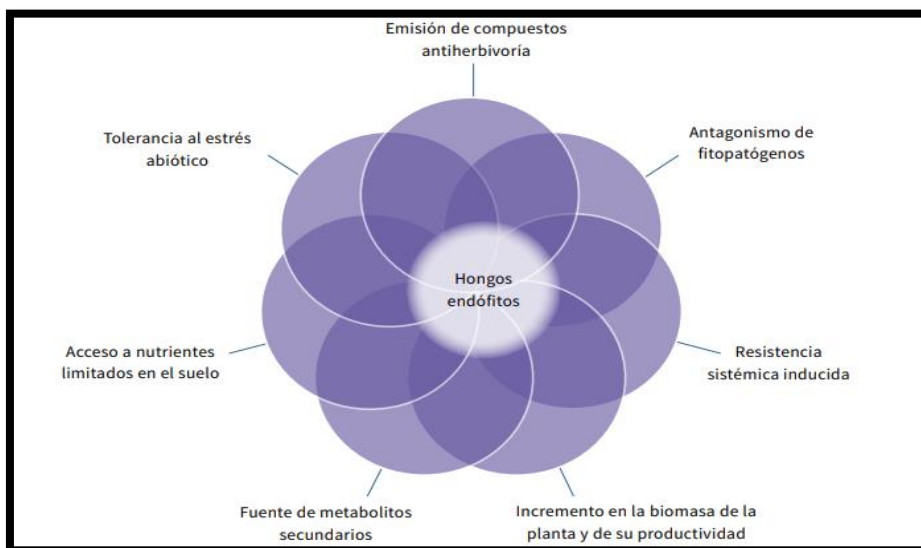 Emisión de compuestos
antiherbivoría
Tolerancia al estrés
abiótico
Antagonismo de
fitopatógenos
Hongos
endófitos
Acceso a nutrientes
limitados en el suelo
Resistencia
sistémica inducida
Fuente de metabolitos
secundarios
Incremento en la biomasa de la
planta y de su productividad